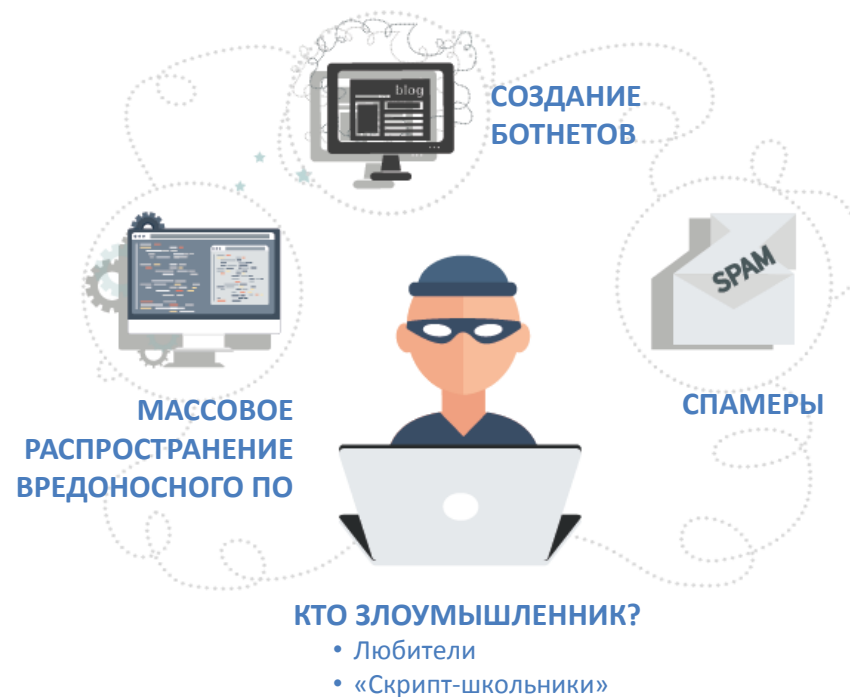 blog
СОЗДАНИЕ
БОТНЕТОВ
SPAM
МАССОВОЕ
РАСПРОСТРАНЕНИЕ
ВРЕДОНОСНОГО ПО
СПАМЕРЫ
КТО ЗЛОУМЫШЛЕННИК?
• Любители
• «Скрипт-школьники»